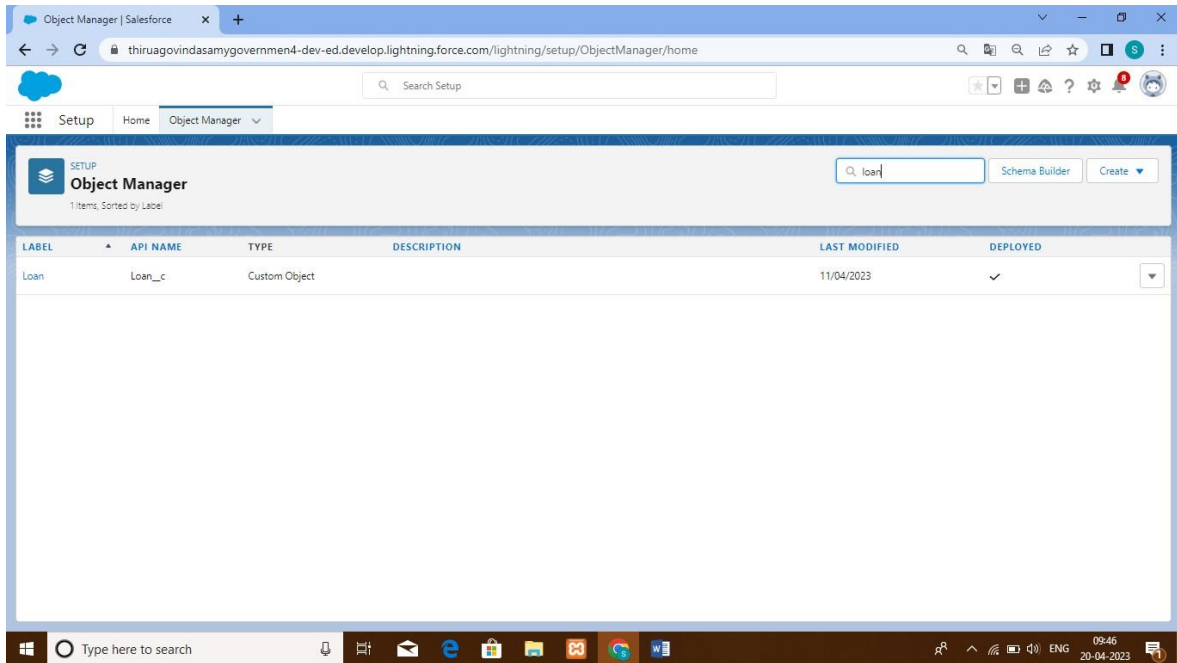 Object Manager | Salesforce
thiruagovindasamygovernmen4-dev-ed.develop.lightning.force.com/lightning/setup/ObjectManager/home
S
Search Setup
8
Setup Home Object Manager
SETUP
Object Manager
1 Items, Sorted by Label
loan
Schema Builder
Create
LABEL API NAME TYPE DESCRIPTION LAST MODIFIED DEPLOYED
Loan Loan__c Custom Object 11/04/2023
Type here to search
ENG
09:46
20-04-2023